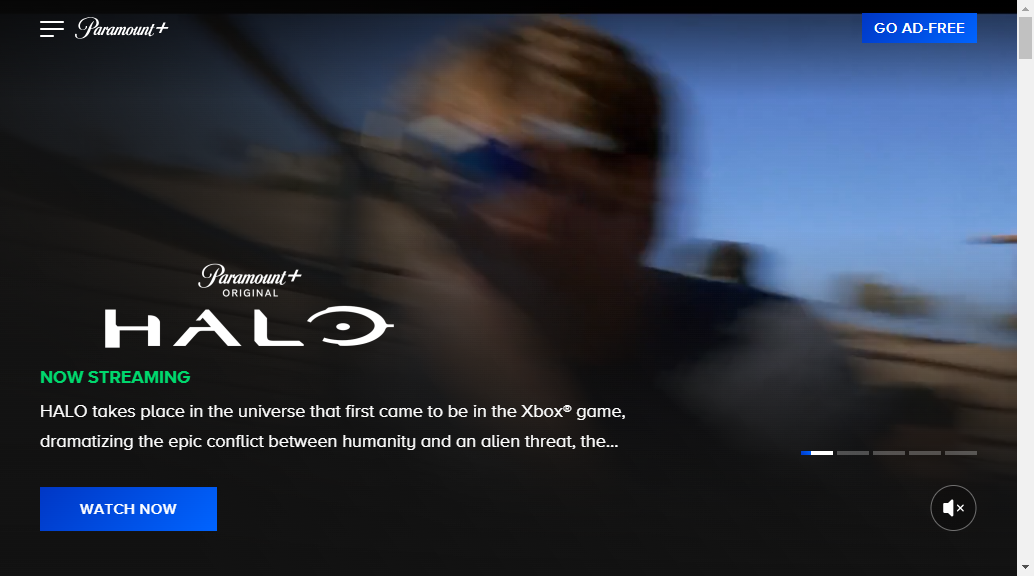 Paramount+
GO AD-FREE
Paramount+
ORIGINAL
HALO
NOW STREAMING
HALO takes place in the universe that first came to be in the Xbox® game,
dramatizing the epic conflict between humanity and an alien threat, the...
WATCH NOW